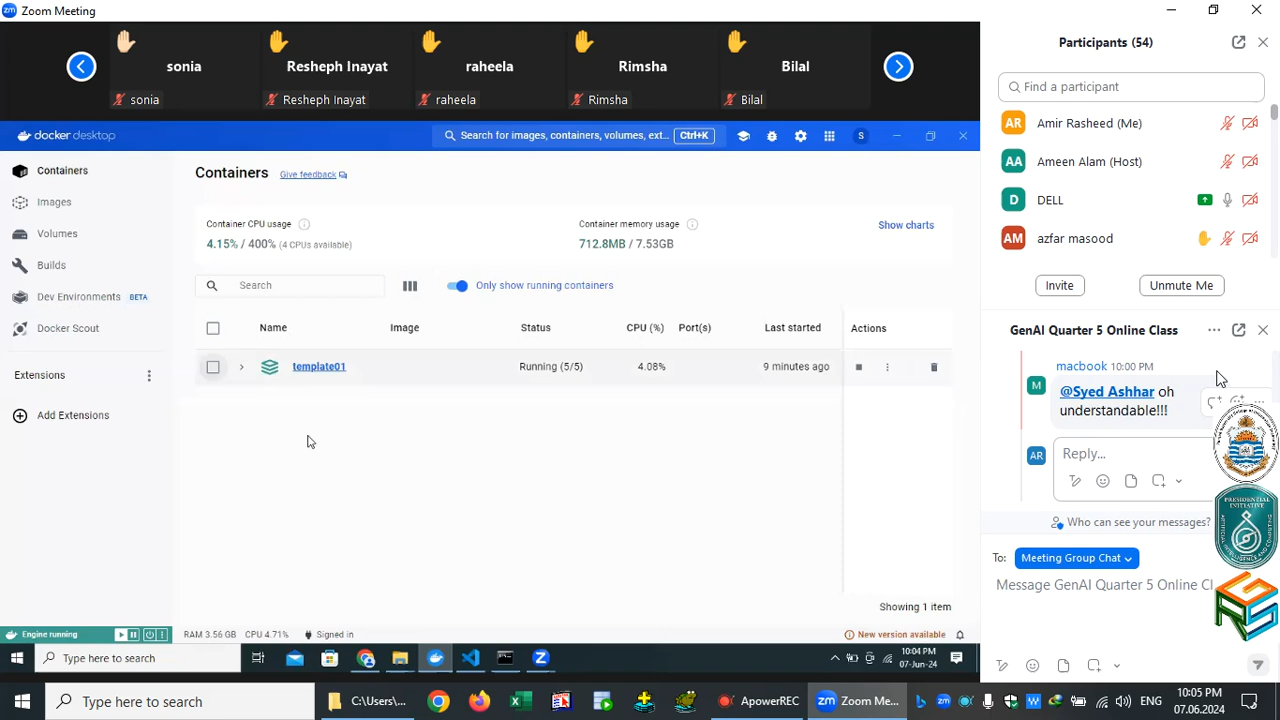 Zoom Meeting
sonia
Resheph Inayat
raheela
Rimsha
Bilal
sonia
Resheph Inayat
raheela
Rimsha
Bilal
docker desktop
Search for images, containers, volumes, ext...
Ctrl+K
S
Containers
Images
Volumes
Builds
Dev Environments BETA
Docker Scout
Extensions
Add Extensions
Containers
Give feedback
Container CPU usage
4.15% / 400% (4 CPUs available)
Container memory usage
712.8MB / 7.53GB
Show charts
Search
Only show running containers
Name
Image
Status
CPU (%)
Port(s)
Last started
Actions
template01
Running (5/5)
4.08%
9 minutes ago
Showing 1 item
Engine running
RAM 3.56 GB CPU 4.71%
Signed in
New version available
Type here to search
10:04 PM
07-Jun-24
Participants (54)
Find a participant
AR Amir Rasheed (Me)
AA Ameen Alam (Host)
D DELL
AM azfar masood
Invite
Unmute Me
GenAI Quarter 5 Online Class
macbook 10:00 PM
M
@Syed Ashhar oh
understandable!!!
AR
Reply...
Who can see your messages?
To: Meeting Group Chat
Message GenAI Quarter 5 Online Cl
Type here to search
C:\Users\...
ApowerREC
Zoom Me...
ENG
10:05 PM
07.06.2024